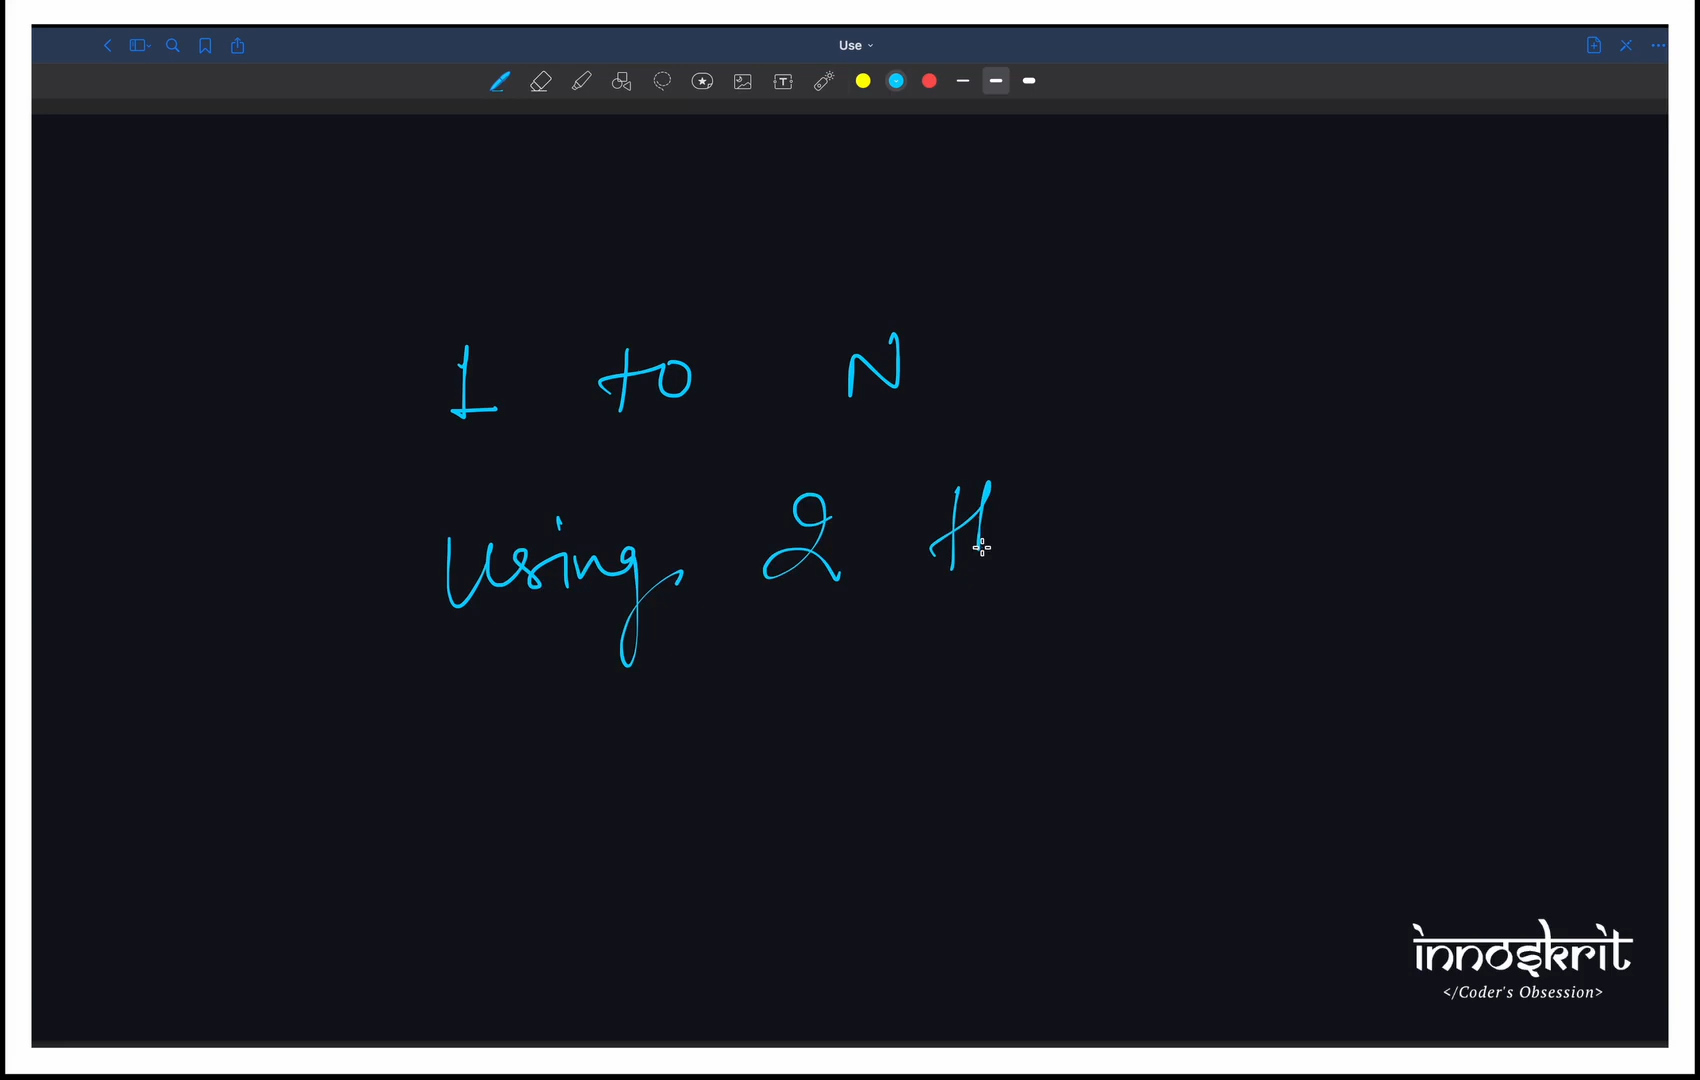 Use
T
1 to N
using 2 H
innoskrit
</Coder's Obsession>